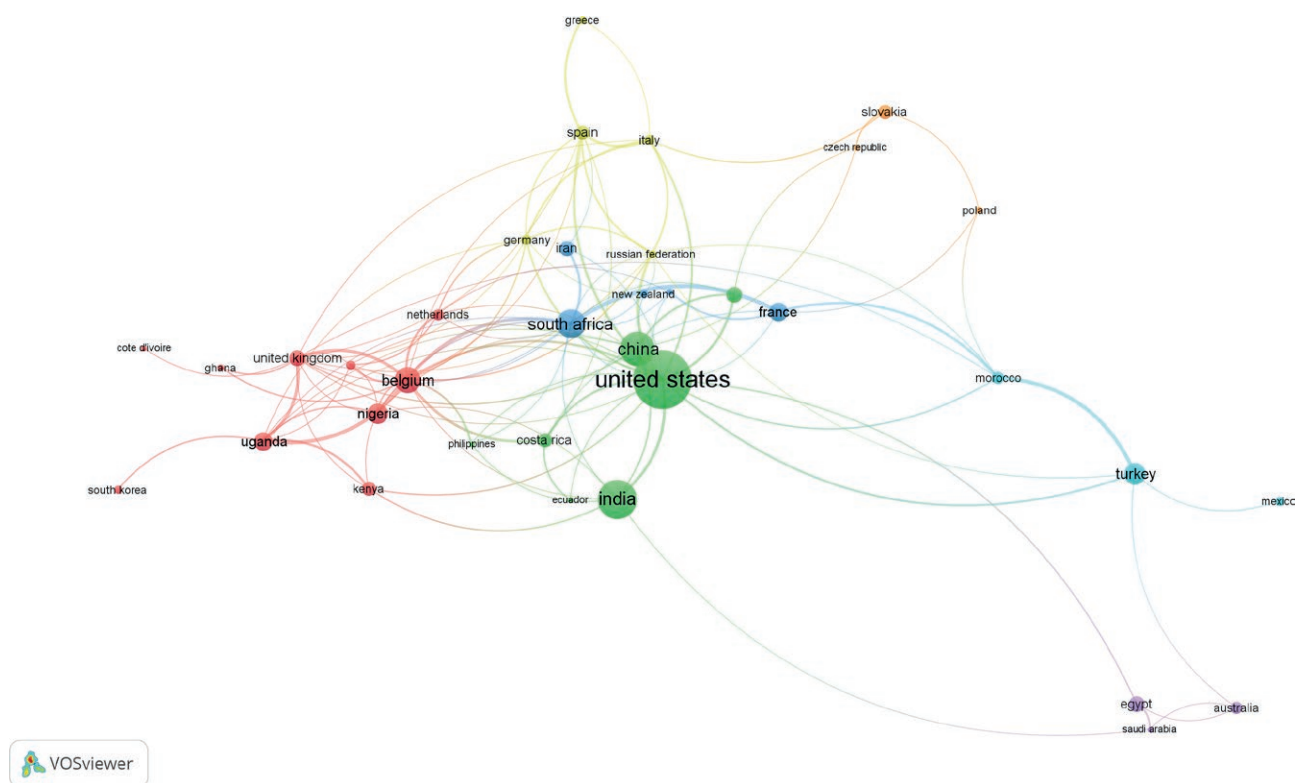 greece
spain
italy
slovakia
czech republic
poland
germany
iran
russian federation
new zealand
netherlands
south africa
france
cote d'ivoire
ghana
united kingdom
china
belgium
united states
morocco
nigeria
uganda
philippines
costa rica
turkey
south korea
kenya
ecuador
india
mexico
egypt
australia
saudi arabia
VOSviewer